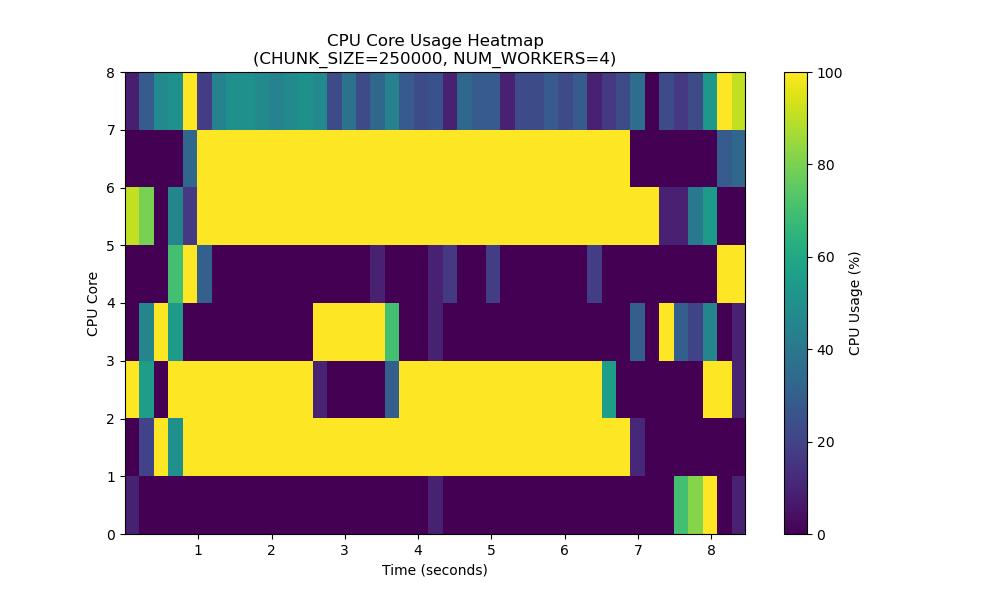 CPU Core Usage Heatmap
(CHUNK_SIZE=250000, NUM_WORKERS=4)
8
7
6
5
4
3
2
1
0
CPU Core
1 2 3 4 5 6 7 8
Time (seconds)
100
80
60
40
20
0
CPU Usage (%)